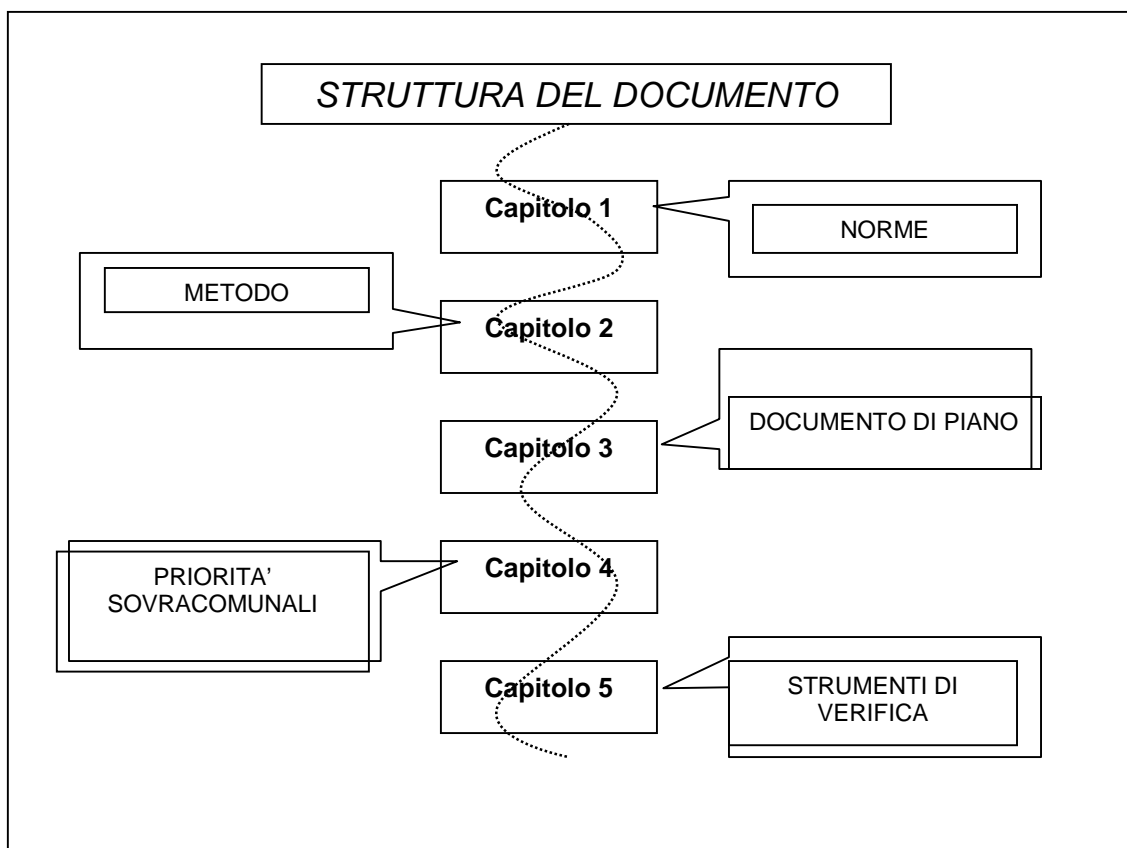 STRUTTURA DEL DOCUMENTO
Capitolo 1
NORME
METODO
Capitolo 2
DOCUMENTO DI PIANO
Capitolo 3
PRIORITA’
SOVRACOMUNALI
Capitolo 4
Capitolo 5
STRUMENTI DI
VERIFICA